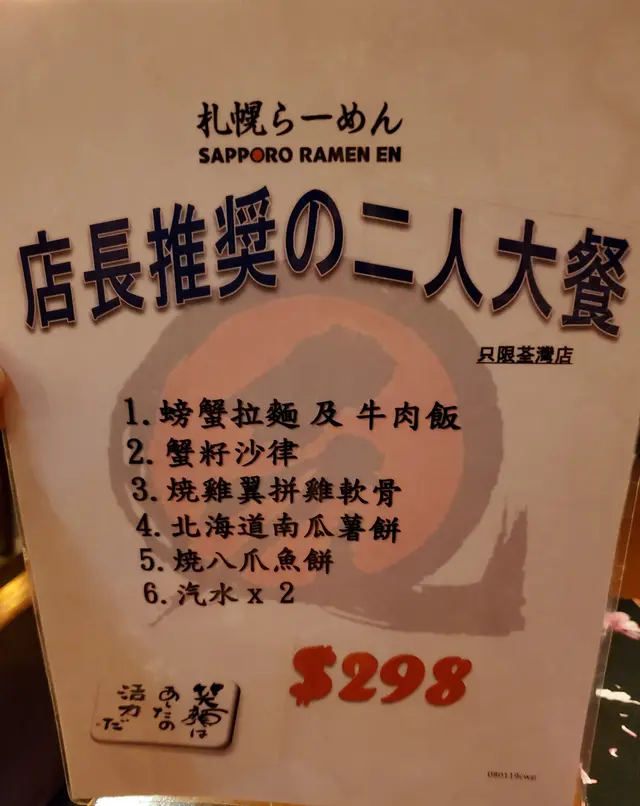 札幌らーめん
SAPPORO RAMEN EN
店長推奨の二人大餐
只限荃灣店
1. 螃蟹拉麵 及 牛肉飯
2. 蟹籽沙律
3. 燒雞翼拼雞軟骨
4. 北海道南瓜薯餅
5. 燒八爪魚餅
6. 汽水 x 2
$298
笑顔は
あしたの
活力だ